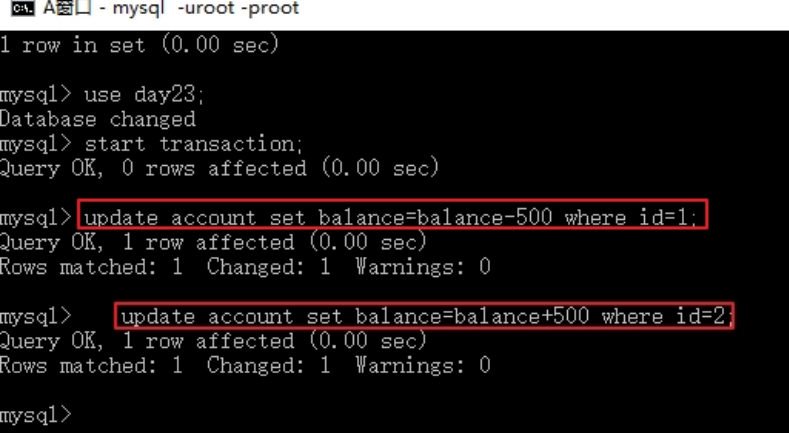 A窗口 - mysql -uroot -proot
1 row in set (0.00 sec)
mysql> use day23;
Database changed
mysql> start transaction;
Query OK, 0 rows affected (0.00 sec)
mysql> update account set balance=balance-500 where id=1;
Query OK, 1 row affected (0.00 sec)
Rows matched: 1  Changed: 1  Warnings: 0
mysql>    update account set balance=balance+500 where id=2;
Query OK, 1 row affected (0.00 sec)
Rows matched: 1  Changed: 1  Warnings: 0
mysql>